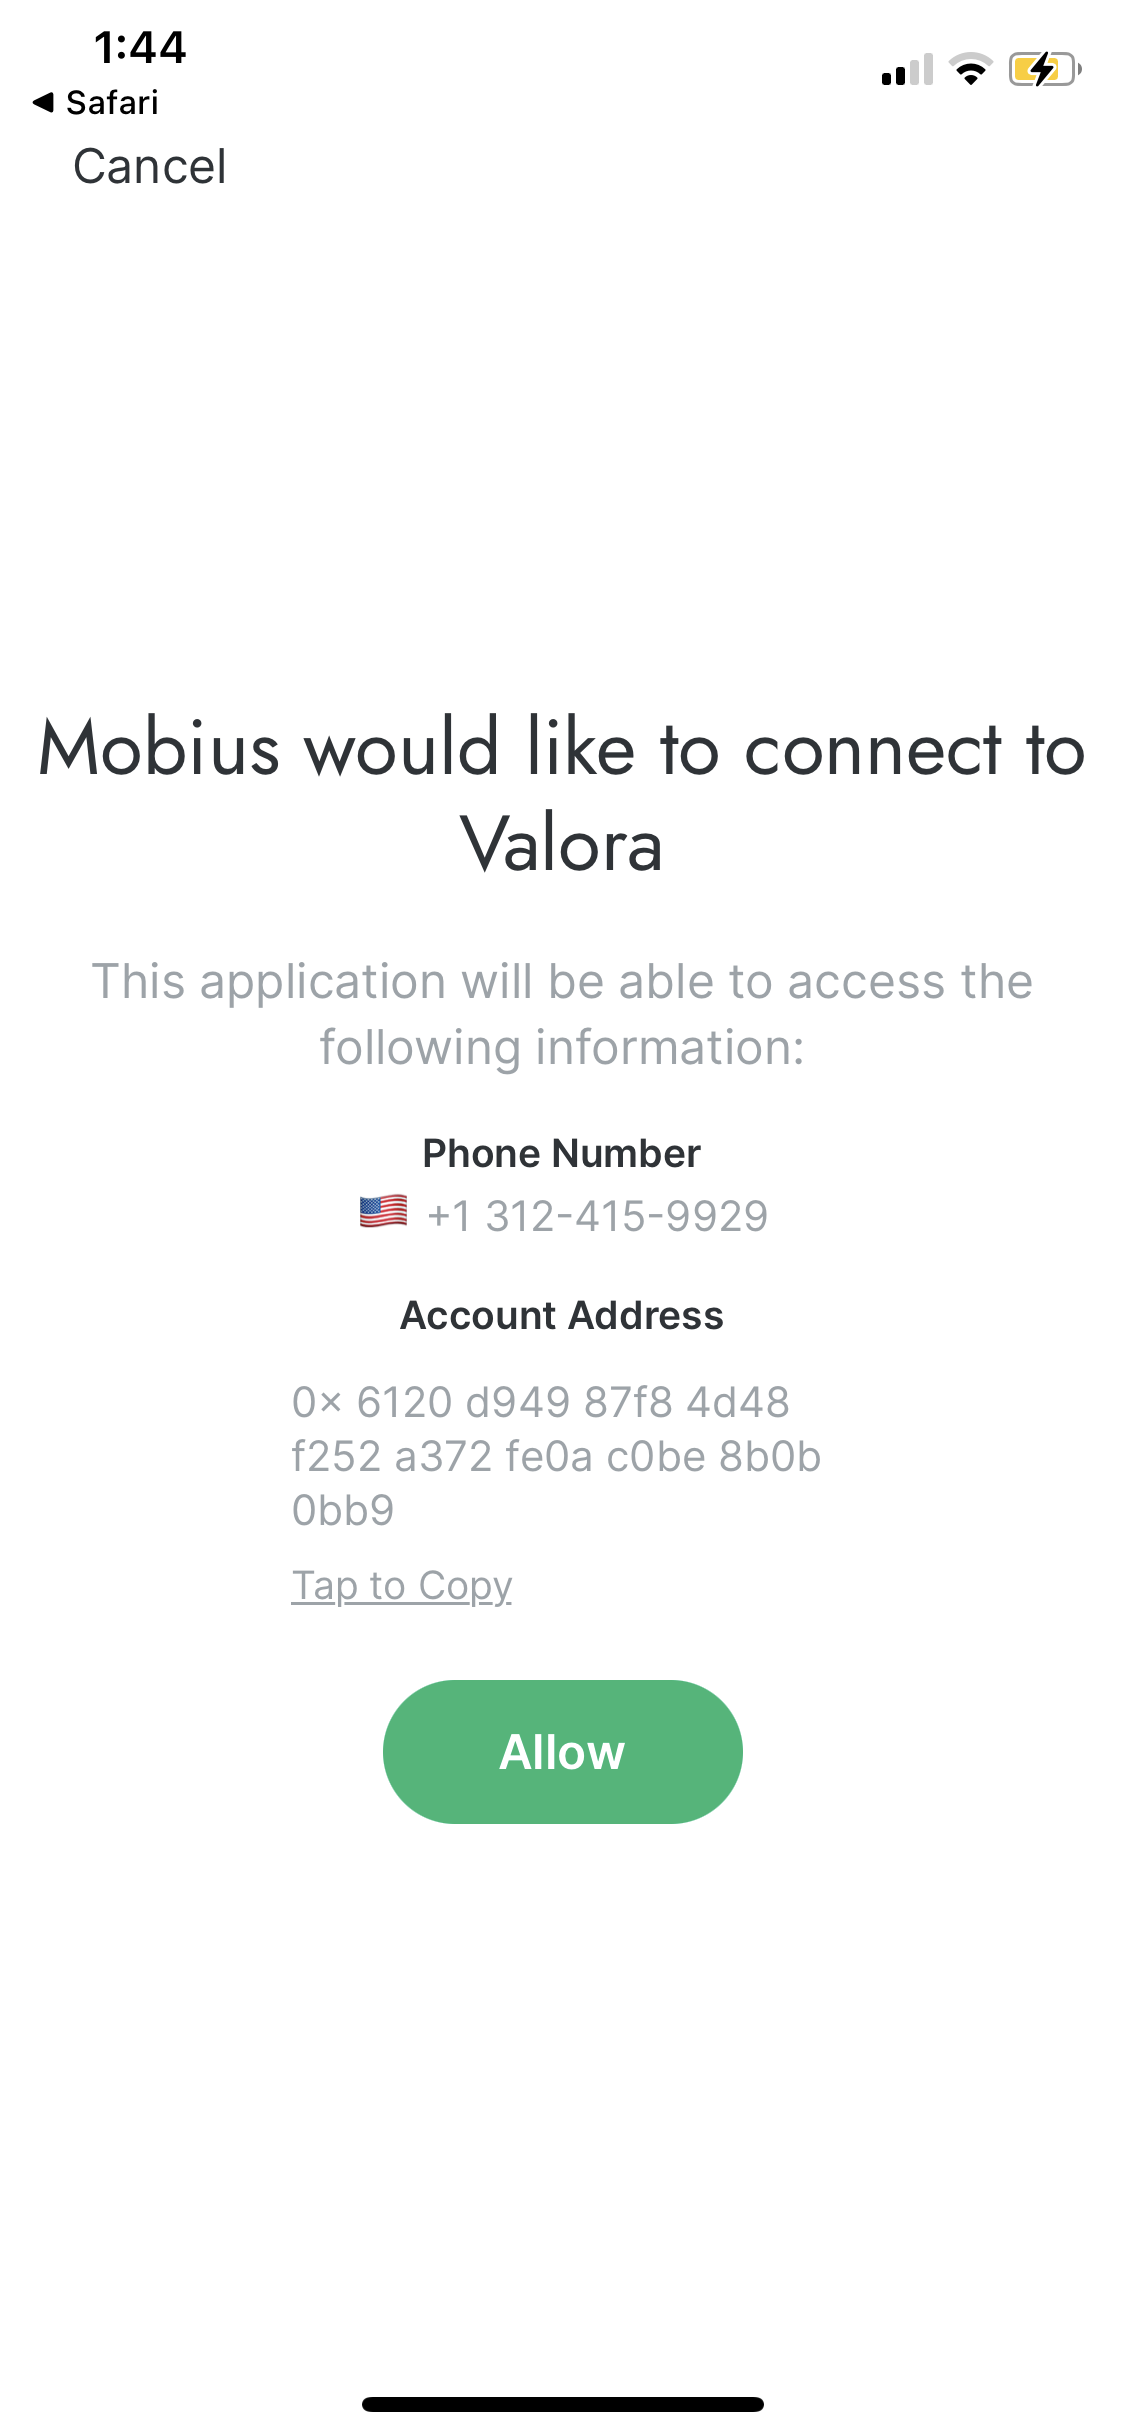 1:44
◀ Safari
Cancel
Mobius would like to connect to
Valora
This application will be able to access the
following information:
Phone Number
🇺🇸 +1 312-415-9929
Account Address
0x 6120 d949 87f8 4d48
f252 a372 fe0a c0be 8b0b
0bb9
Tap to Copy
Allow